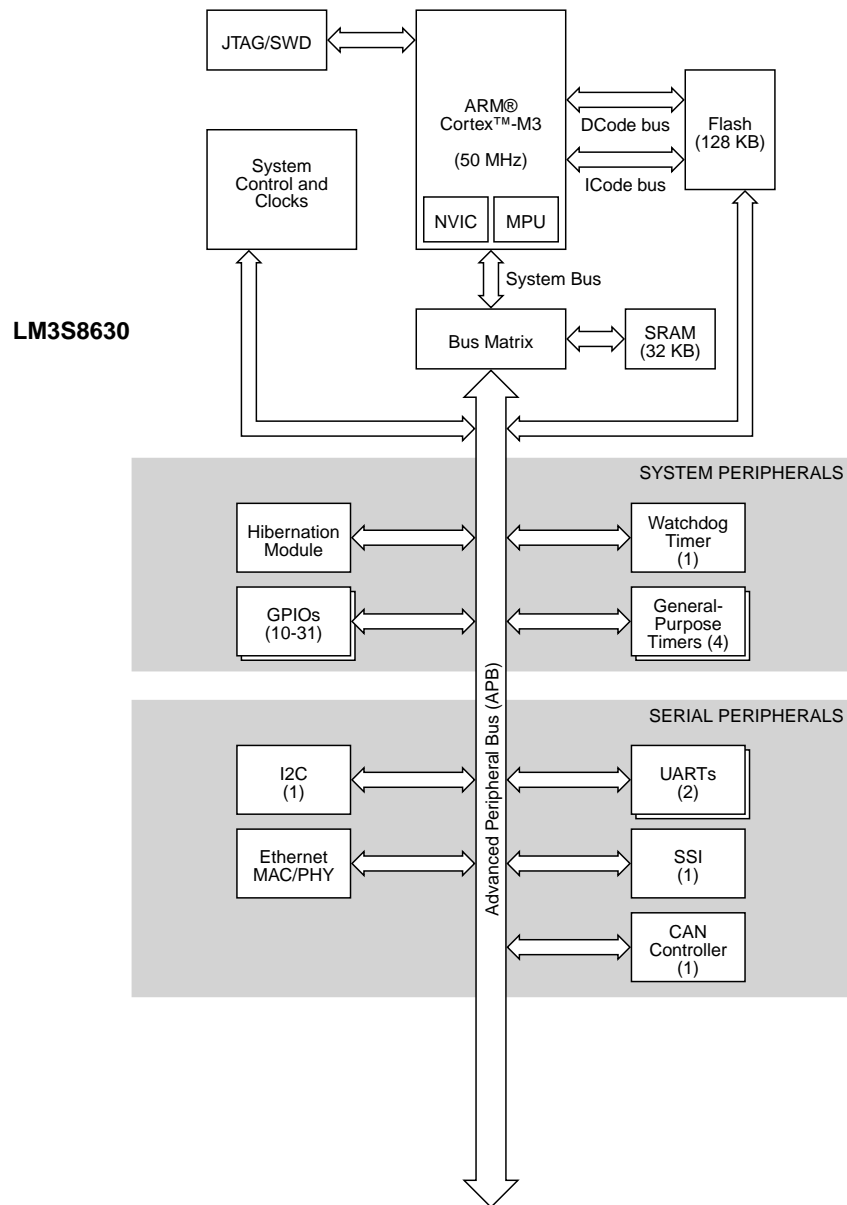 JTAG/SWD
ARM®
Cortex™-M3
(50 MHz)
NVIC
MPU
DCode bus
ICode bus
Flash
(128 KB)
System
Control and
Clocks
System Bus
LM3S8630
Bus Matrix
SRAM
(32 KB)
SYSTEM PERIPHERALS
Hibernation
Module
Watchdog
Timer
(1)
GPIOs
(10-31)
General-
Purpose
Timers (4)
Advanced Peripheral Bus (APB)
SERIAL PERIPHERALS
I2C
(1)
UARTs
(2)
Ethernet
MAC/PHY
SSI
(1)
CAN
Controller
(1)